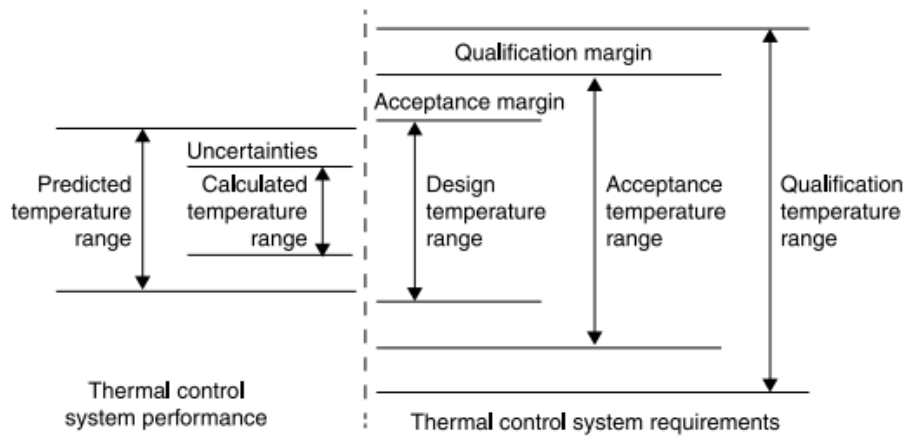 Qualification margin
Acceptance margin
Uncertainties
Predicted
temperature
range
Calculated
temperature
range
Design
temperature
range
Acceptance
temperature
range
Qualification
temperature
range
Thermal control
system performance
Thermal control system requirements